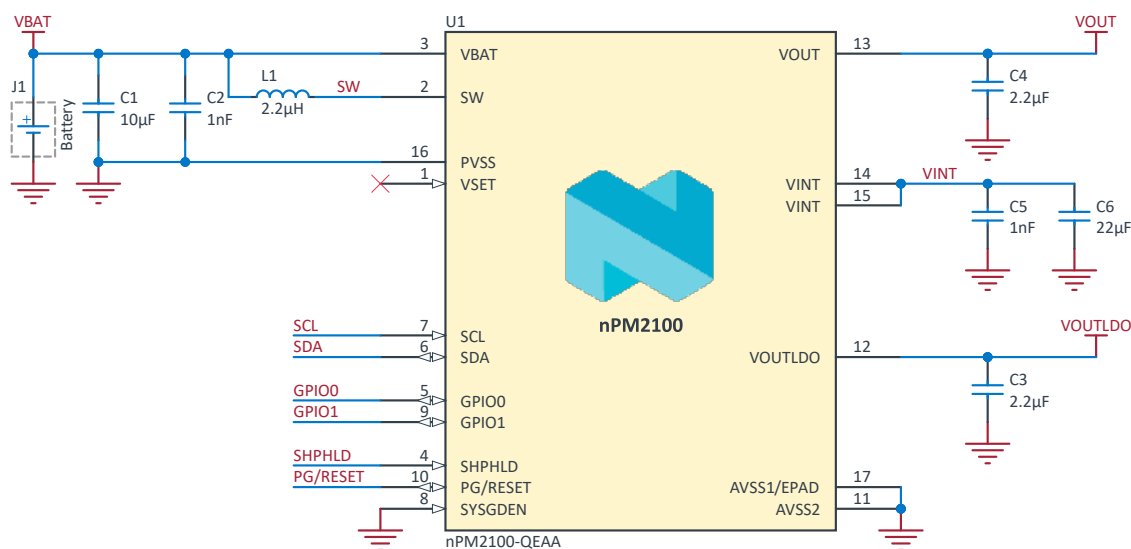 VBAT
U1
VOUT
3
VBAT
VOUT
13
J1
+
Battery
C1
10µF
C2
1nF
L1
2.2µH
SW
2
SW
C4
2.2µF
16
PVSS
1
VSET
VINT
14
VINT
VINT
15
C5
1nF
C6
22µF
nPM2100
SCL
7
SCL
SDA
6
SDA
VOUTLDO
12
VOUTLDO
C3
2.2µF
GPIO0
5
GPIO0
GPIO1
9
GPIO1
SHPHLD
4
SHPHLD
PG/RESET
10
PG/RESET
8
SYSGDEN
AVSS1/EPAD
17
AVSS2
11
nPM2100-QEAA